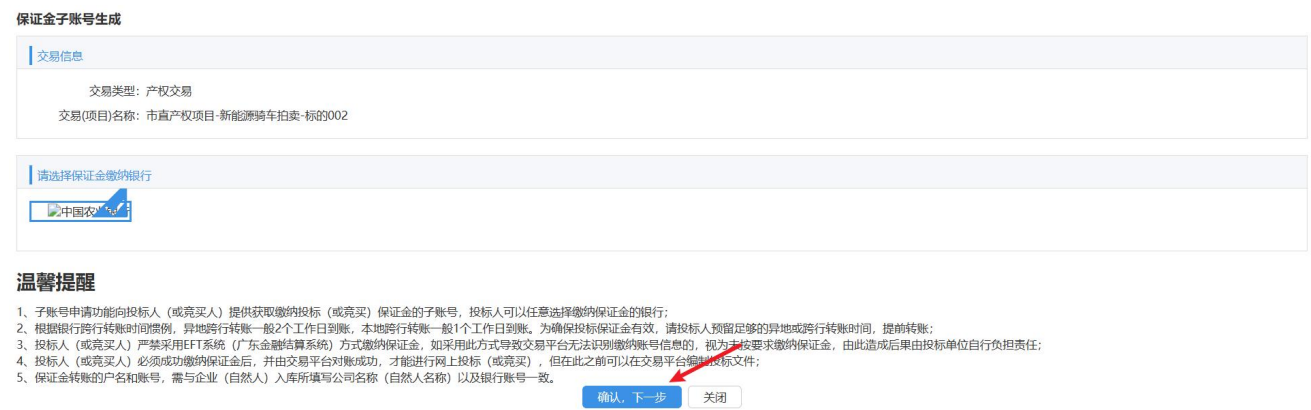 保证金子账号生成
交易信息
交易类型：产权交易
交易(项目)名称：市直产权项目-新能源骑车拍卖-标的002
请选择保证金缴纳银行
中国农
温馨提醒
1、子账号申请功能向投标人（或竞买人）提供获取缴纳投标（或竞买）保证金的子账号，投标人可以任意选择缴纳保证金的银行；
2、根据银行跨行转账时间惯例，异地跨行转账一般2个工作日到账，本地跨行转账一般1个工作日到账。为确保投标保证金有效，请投标人预留足够的异地或跨行转账时间，提前转账；
3、投标人（或竞买人）严禁采用EFT系统（广东金融结算系统）方式缴纳保证金，如采用此方式导致交易平台无法识别缴纳账号信息的，视为未按要求缴纳保证金，由此造成后果由投标单位自行负担责任；
4、投标人（或竞买人）必须成功缴纳保证金后，并由交易平台对账成功，才能进行网上投标（或竞买），但在此之前可以在交易平台编制投标文件；
5、保证金转账的户名和账号，需与企业（自然人）入库所填写公司名称（自然人名称）以及银行账号一致。
确认，下一步 关闭